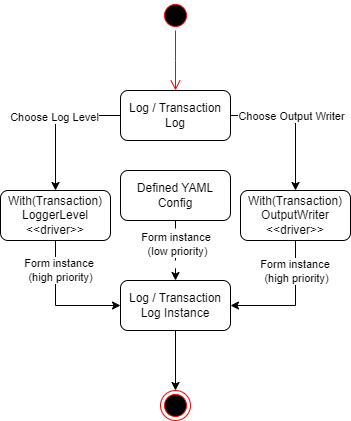 Log / Transaction
Log
Choose Log Level
Choose Output Writer
With(Transaction)
LoggerLevel
<<driver>>
Defined YAML
Config
With(Transaction)
OutputWriter
<<driver>>
Form instance
(high priority)
Form instance
(low priority)
Form instance
(high priority)
Log / Transaction
Log Instance